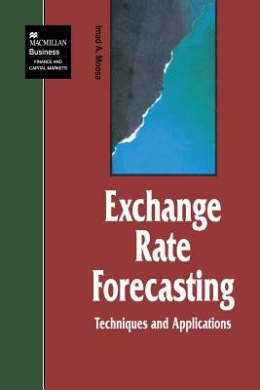 MACMILLAN
Business
FINANCE AND
CAPITAL MARKETS
Imad A. Moosa
Exchange
Rate
Forecasting
Techniques and Applications